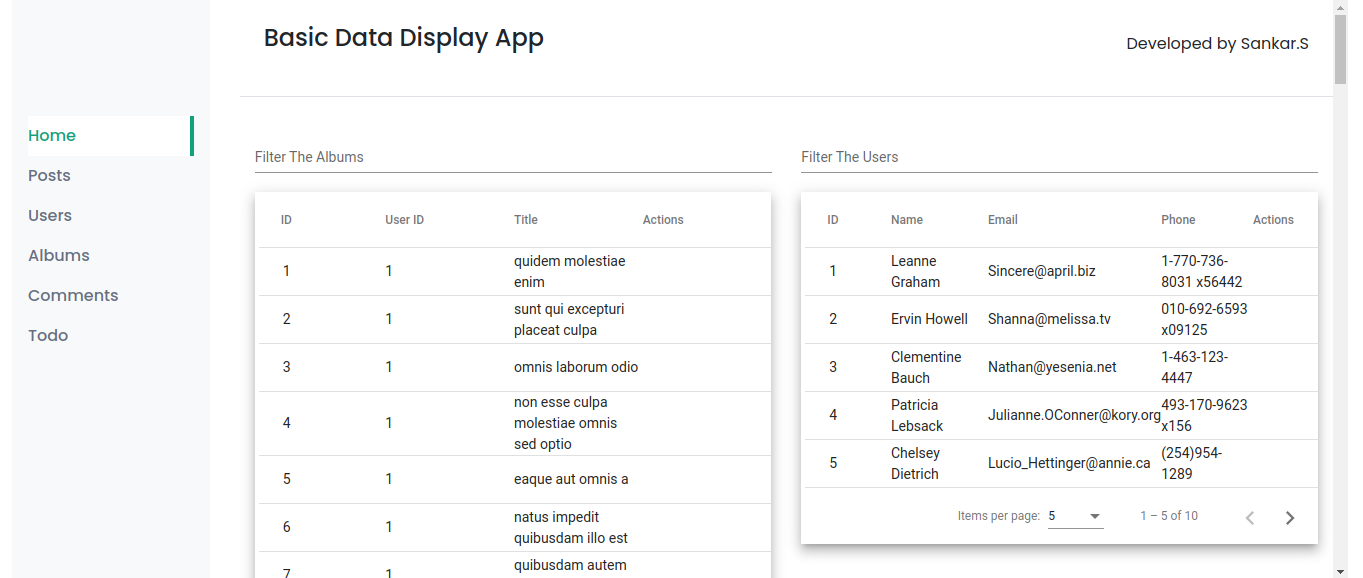 Basic Data Display App
Developed by Sankar.S
Home
Posts
Users
Albums
Comments
Todo
Filter The Albums
ID User ID Title Actions
1 1 quidem molestiae
enim
2 1 sunt qui excepturi
placeat culpa
3 1 omnis laborum odio
4 1 non esse culpa
molestiae omnis
sed optio
5 1 eaque aut omnis a
6 1 natus impedit
quibusdam illo est
7 1 quibusdam autem
Filter The Users
ID Name Email Phone Actions
1 Leanne Sincere@april.biz 1-770-736-
Graham 8031 x56442
2 Ervin Howell Shanna@melissa.tv 010-692-6593
x09125
3 Clementine Nathan@yesenia.net 1-463-123-
Bauch 4447
4 Patricia Julianne.OConner@kory.org 493-170-9623
Lebsack x156
5 Chelsey Lucio_Hettinger@annie.ca (254)954-
Dietrich 1289
Items per page: 5 1 – 5 of 10